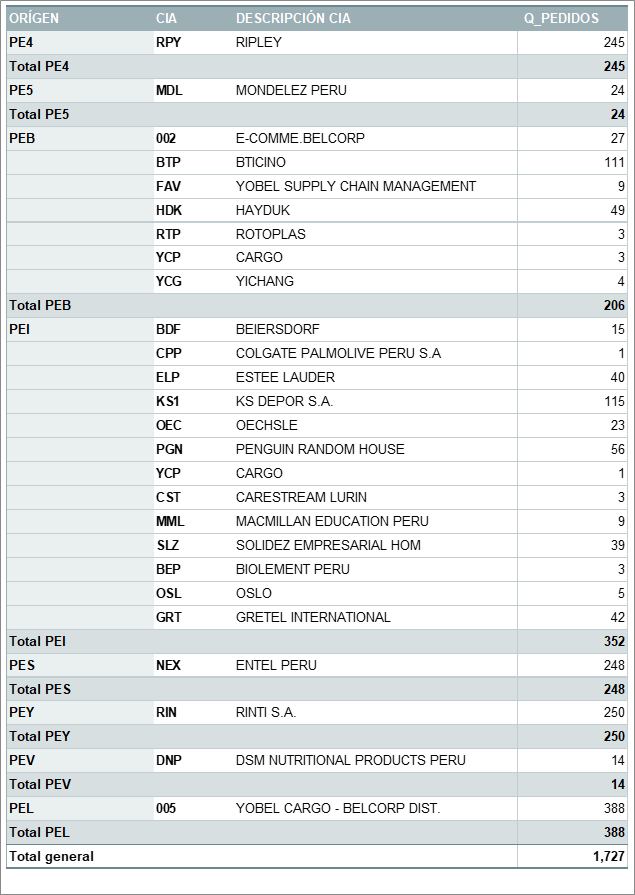 ORÍGEN CIA DESCRIPCIÓN CIA Q_PEDIDOS
PE4 RPY RIPLEY 245
Total PE4 245
PE5 MDL MONDELEZ PERU 24
Total PE5 24
PEB 002 E-COMME.BELCORP 27
BTP BTICINO 111
FAV YOBEL SUPPLY CHAIN MANAGEMENT 9
HDK HAYDUK 49
RTP ROTOPLAS 3
YCP CARGO 3
YCG YICHANG 4
Total PEB 206
PEI BDF BEIERSDORF 15
CPP COLGATE PALMOLIVE PERU S.A 1
ELP ESTEE LAUDER 40
KS1 KS DEPOR S.A. 115
OEC OECHSLE 23
PGN PENGUIN RANDOM HOUSE 56
YCP CARGO 1
CST CARESTREAM LURIN 3
MML MACMILLAN EDUCATION PERU 9
SLZ SOLIDEZ EMPRESARIAL HOM 39
BEP BIOLEMENT PERU 3
OSL OSLO 5
GRT GRETEL INTERNATIONAL 42
Total PEI 352
PES NEX ENTEL PERU 248
Total PES 248
PEY RIN RINTI S.A. 250
Total PEY 250
PEV DNP DSM NUTRITIONAL PRODUCTS PERU 14
Total PEV 14
PEL 005 YOBEL CARGO - BELCORP DIST. 388
Total PEL 388
Total general 1,727